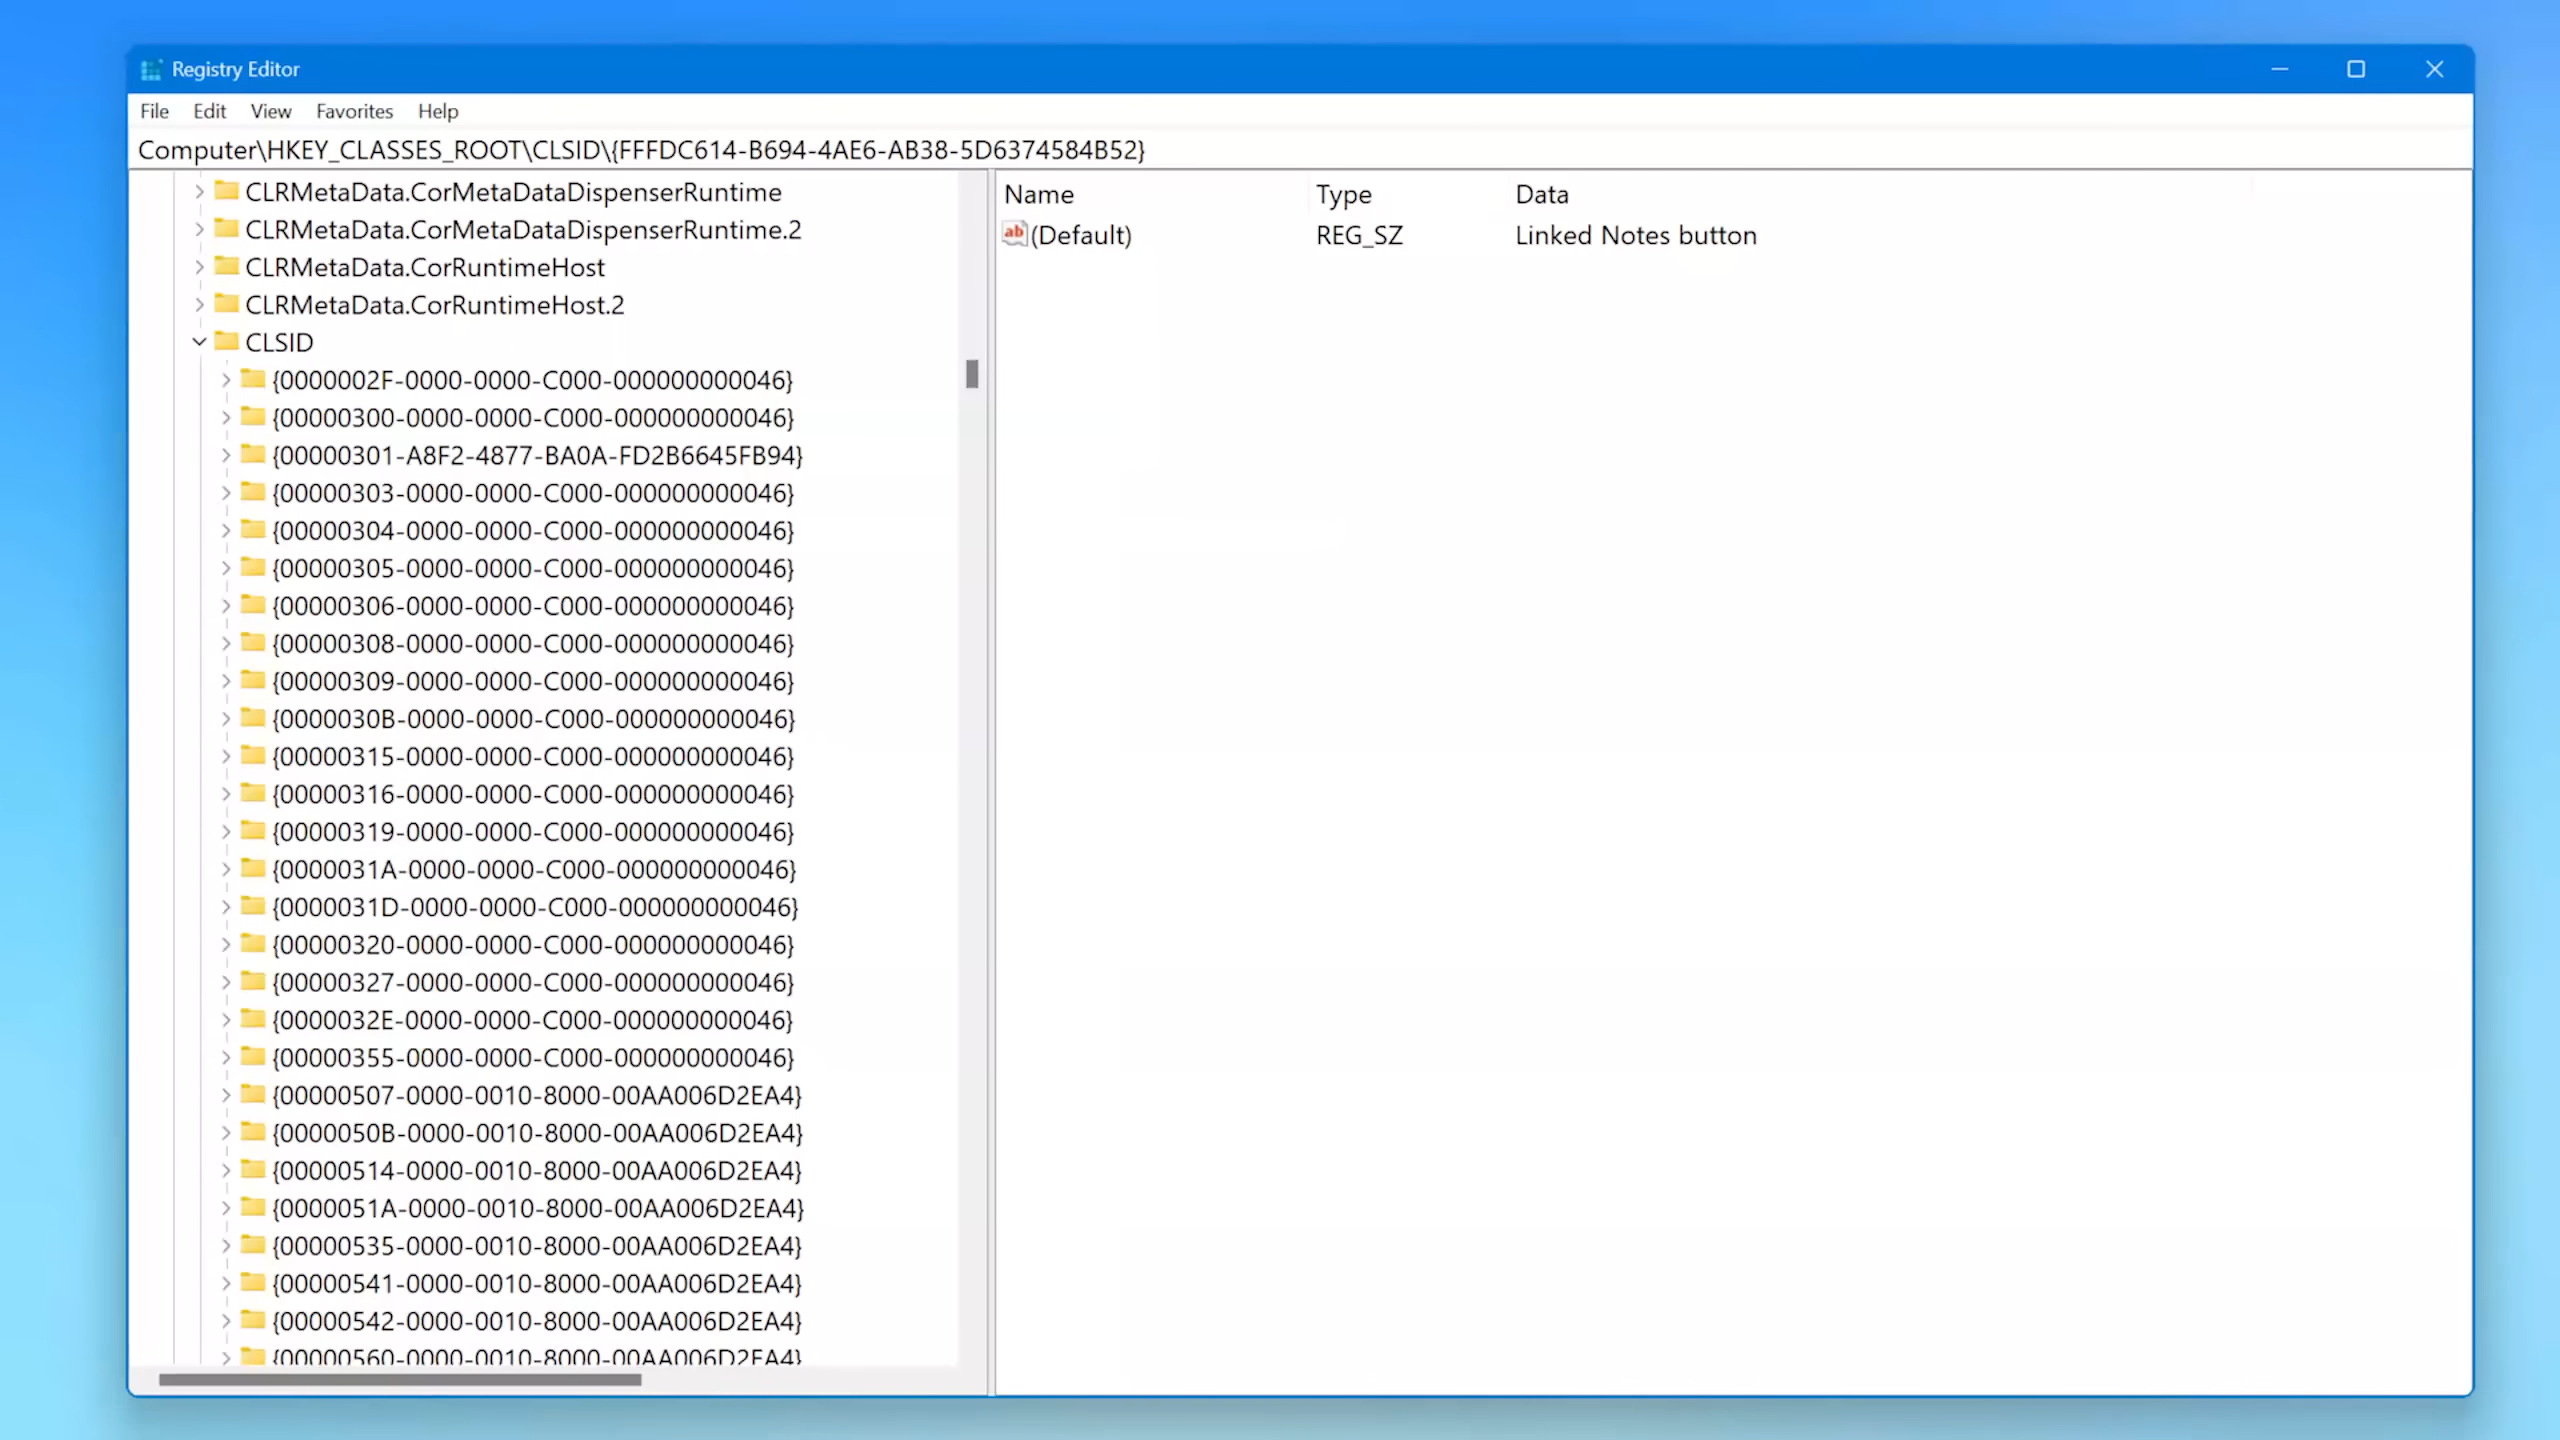 Registry Editor
File Edit View Favorites Help
Computer\HKEY_CLASSES_ROOT\CLSID\{FFFDC614-B694-4AE6-AB38-5D6374584B52}
CLRMetaData.CorMetaDataDispenserRuntime
CLRMetaData.CorMetaDataDispenserRuntime.2
CLRMetaData.CorRuntimeHost
CLRMetaData.CorRuntimeHost.2
CLSID
{0000002F-0000-0000-C000-000000000046}
{00000300-0000-0000-C000-000000000046}
{00000301-A8F2-4877-BA0A-FD2B6645FB94}
{00000303-0000-0000-C000-000000000046}
{00000304-0000-0000-C000-000000000046}
{00000305-0000-0000-C000-000000000046}
{00000306-0000-0000-C000-000000000046}
{00000308-0000-0000-C000-000000000046}
{00000309-0000-0000-C000-000000000046}
{0000030B-0000-0000-C000-000000000046}
{00000315-0000-0000-C000-000000000046}
{00000316-0000-0000-C000-000000000046}
{00000319-0000-0000-C000-000000000046}
{0000031A-0000-0000-C000-000000000046}
{0000031D-0000-0000-C000-000000000046}
{00000320-0000-0000-C000-000000000046}
{00000327-0000-0000-C000-000000000046}
{0000032E-0000-0000-C000-000000000046}
{00000355-0000-0000-C000-000000000046}
{00000507-0000-0010-8000-00AA006D2EA4}
{0000050B-0000-0010-8000-00AA006D2EA4}
{00000514-0000-0010-8000-00AA006D2EA4}
{0000051A-0000-0010-8000-00AA006D2EA4}
{00000535-0000-0010-8000-00AA006D2EA4}
{00000541-0000-0010-8000-00AA006D2EA4}
{00000542-0000-0010-8000-00AA006D2EA4}
{00000560-0000-0010-8000-00AA006D2EA4}
Name Type Data
ab (Default) REG_SZ Linked Notes button